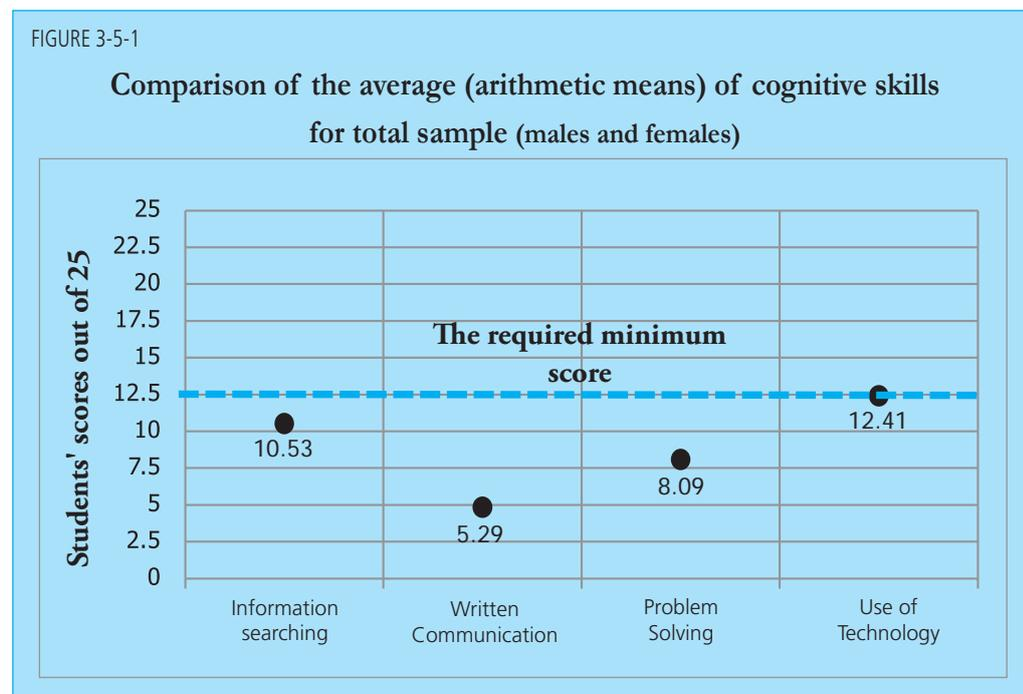 FIGURE 3-5-1
Comparison of the average (arithmetic means) of cognitive skills
for total sample (males and females)
Students' scores out of 25
25
22.5
20
17.5
15
12.5
10
7.5
5
2.5
0
The required minimum
score
10.53
5.29
8.09
12.41
Information
searching
Written
Communication
Problem
Solving
Use of
Technology